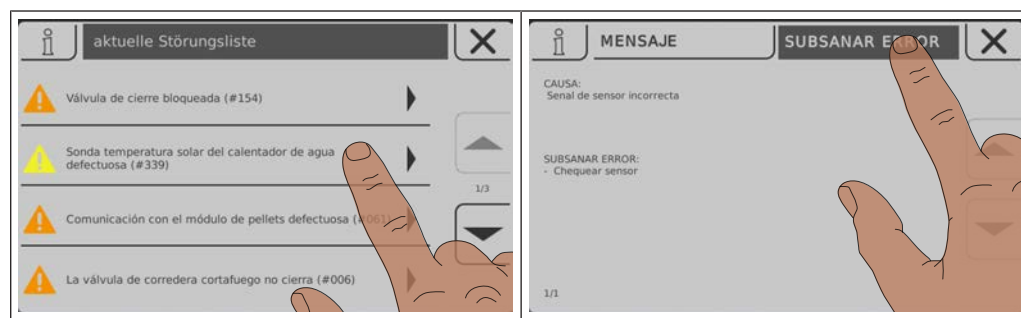 aktuelle Störungsliste
Válvula de cierre bloqueada (#154)
Sonda temperatura solar del calentador de agua
defectuosa (#339)
1/3
Comunicación con el módulo de pellets defectuosa (#061)
La válvula de corredera cortafuego no cierra (#006)
MENSAJE
SUBSANAR ERROR
CAUSA:
Senal de sensor incorrecta
SUBSANAR ERROR:
- Chequear sensor
1/1